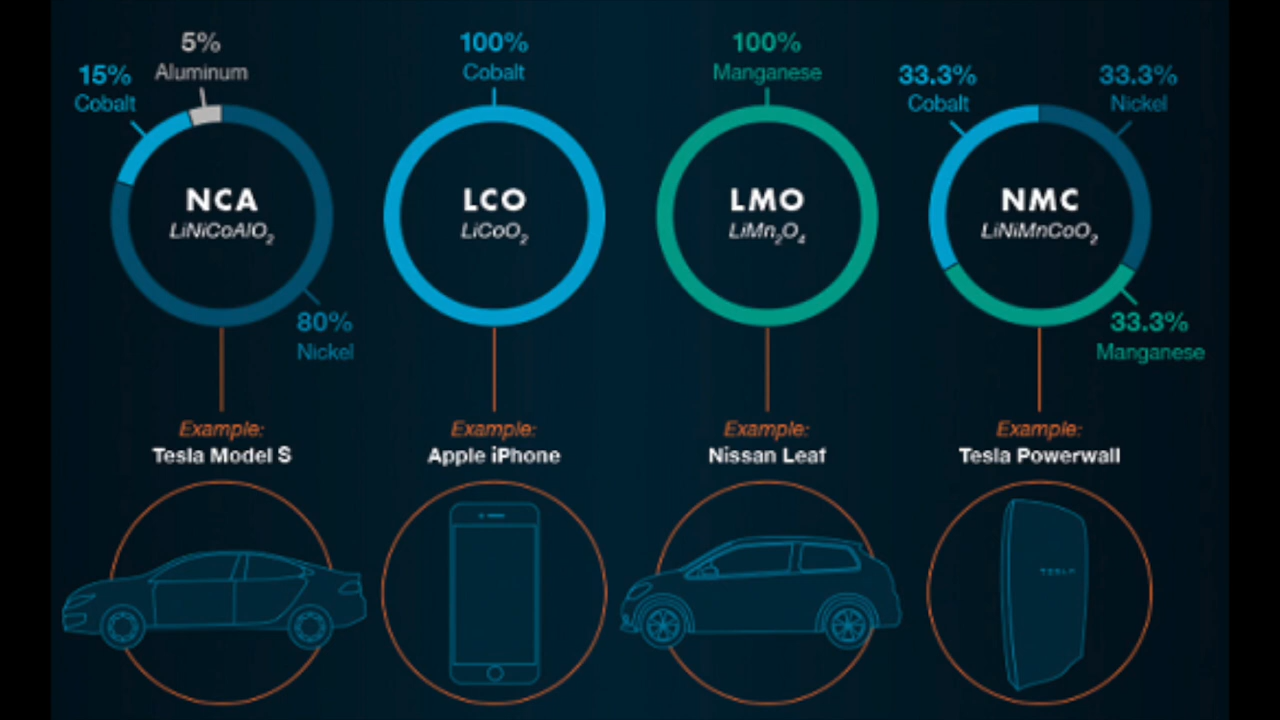 5%
Aluminum
15%
Cobalt
NCA
LiNiCoAlO₂
80%
Nickel
Example:
Tesla Model S
100%
Cobalt
LCO
LiCoO₂
Example:
Apple iPhone
100%
Manganese
LMO
LiMn₂O₄
Example:
Nissan Leaf
33.3%
Cobalt
33.3%
Nickel
NMC
LiNiMnCoO₂
33.3%
Manganese
Example:
Tesla Powerwall
TESLA